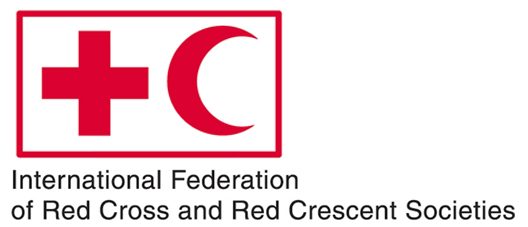 International Federation
of Red Cross and Red Crescent Societies